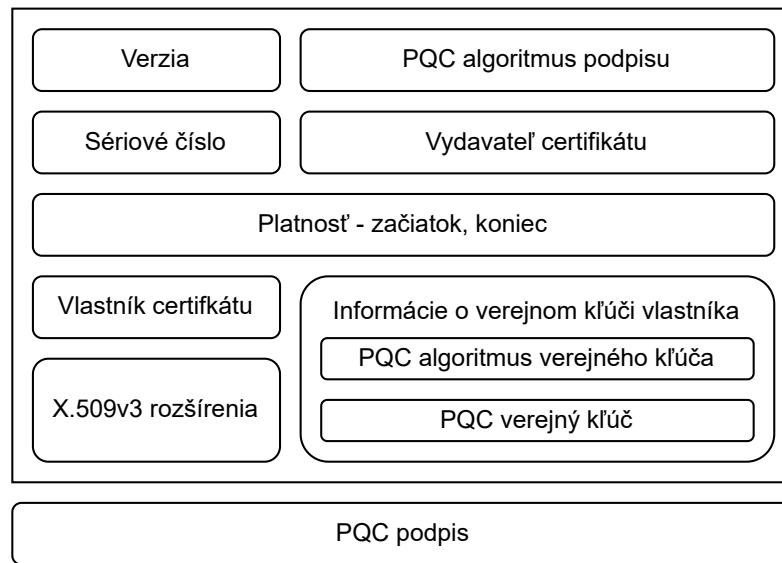 Verzia
PQC algoritmus podpisu
Sériové číslo
Vydavateľ certifikátu
Platnosť - začiatok, koniec
Vlastník certifkátu
Informácie o verejnom kľúči vlastníka
PQC algoritmus verejného kľúča
X.509v3 rozšírenia
PQC verejný kľúč
PQC podpis